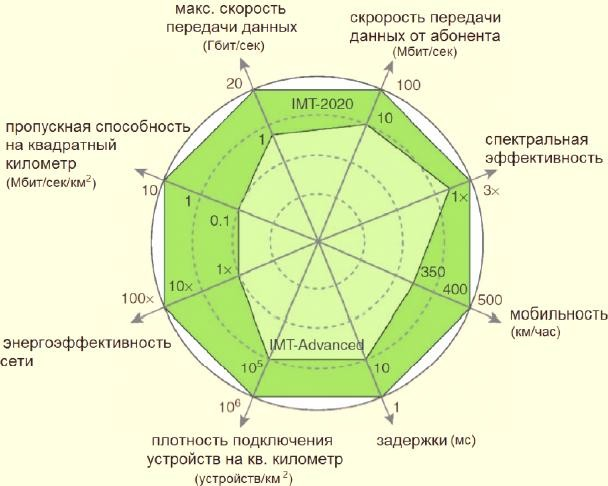 макс. скорость
передачи данных
(Гбит/сек)
скрорость передачи
данных от абонента
(Мбит/сек)
20
100
IMT-2020
1
10
пропускная способность
на квадратный
километр
(Мбит/сек/км²)
спектральная
эффективность
10
1
0.1
1×
3×
1×
10×
100×
350
400
500
мобильность
(км/час)
энергоэффективность
сети
IMT-Advanced
10⁵
10
10⁶
1
плотность подключения
устройств на кв. километр
(устройств/км²)
задержки (мс)